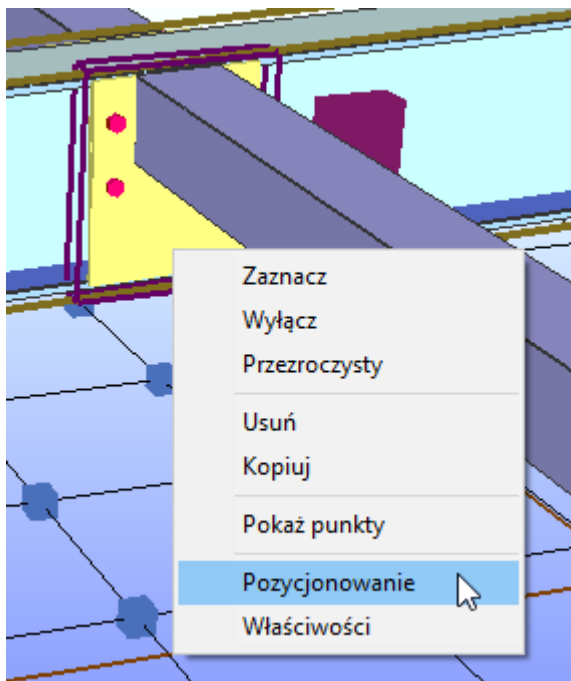 Zaznacz
Wyłącz
Przezroczysty
Usuń
Kopiuj
Pokaż punkty
Pozycjonowanie
Właściwości